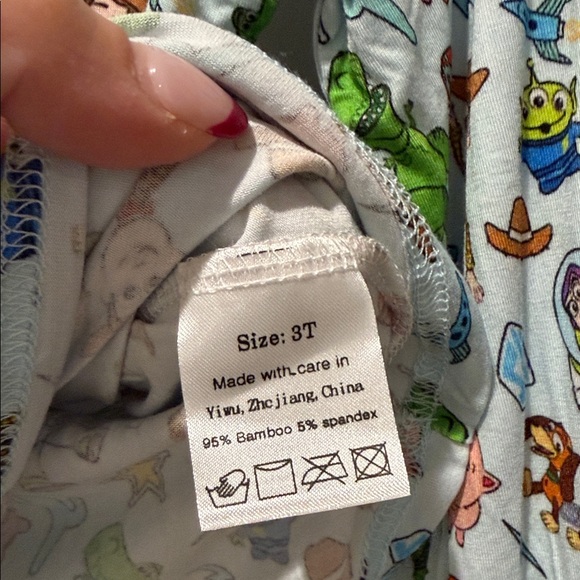 Size: 3T
Made with care in
Yiwu, Zhejiang, China
95% Bamboo 5% spandex